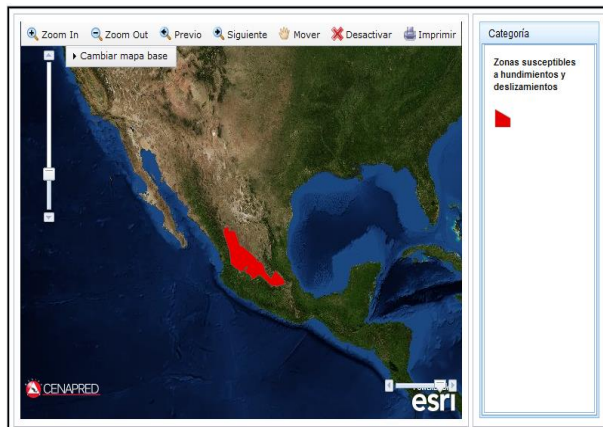 Zoom In Zoom Out Previo Siguiente Mover Desactivar Imprimir
Cambiar mapa base
CENAPRED
esri
Categoría
Zonas susceptibles
a hundimientos y
deslizamientos